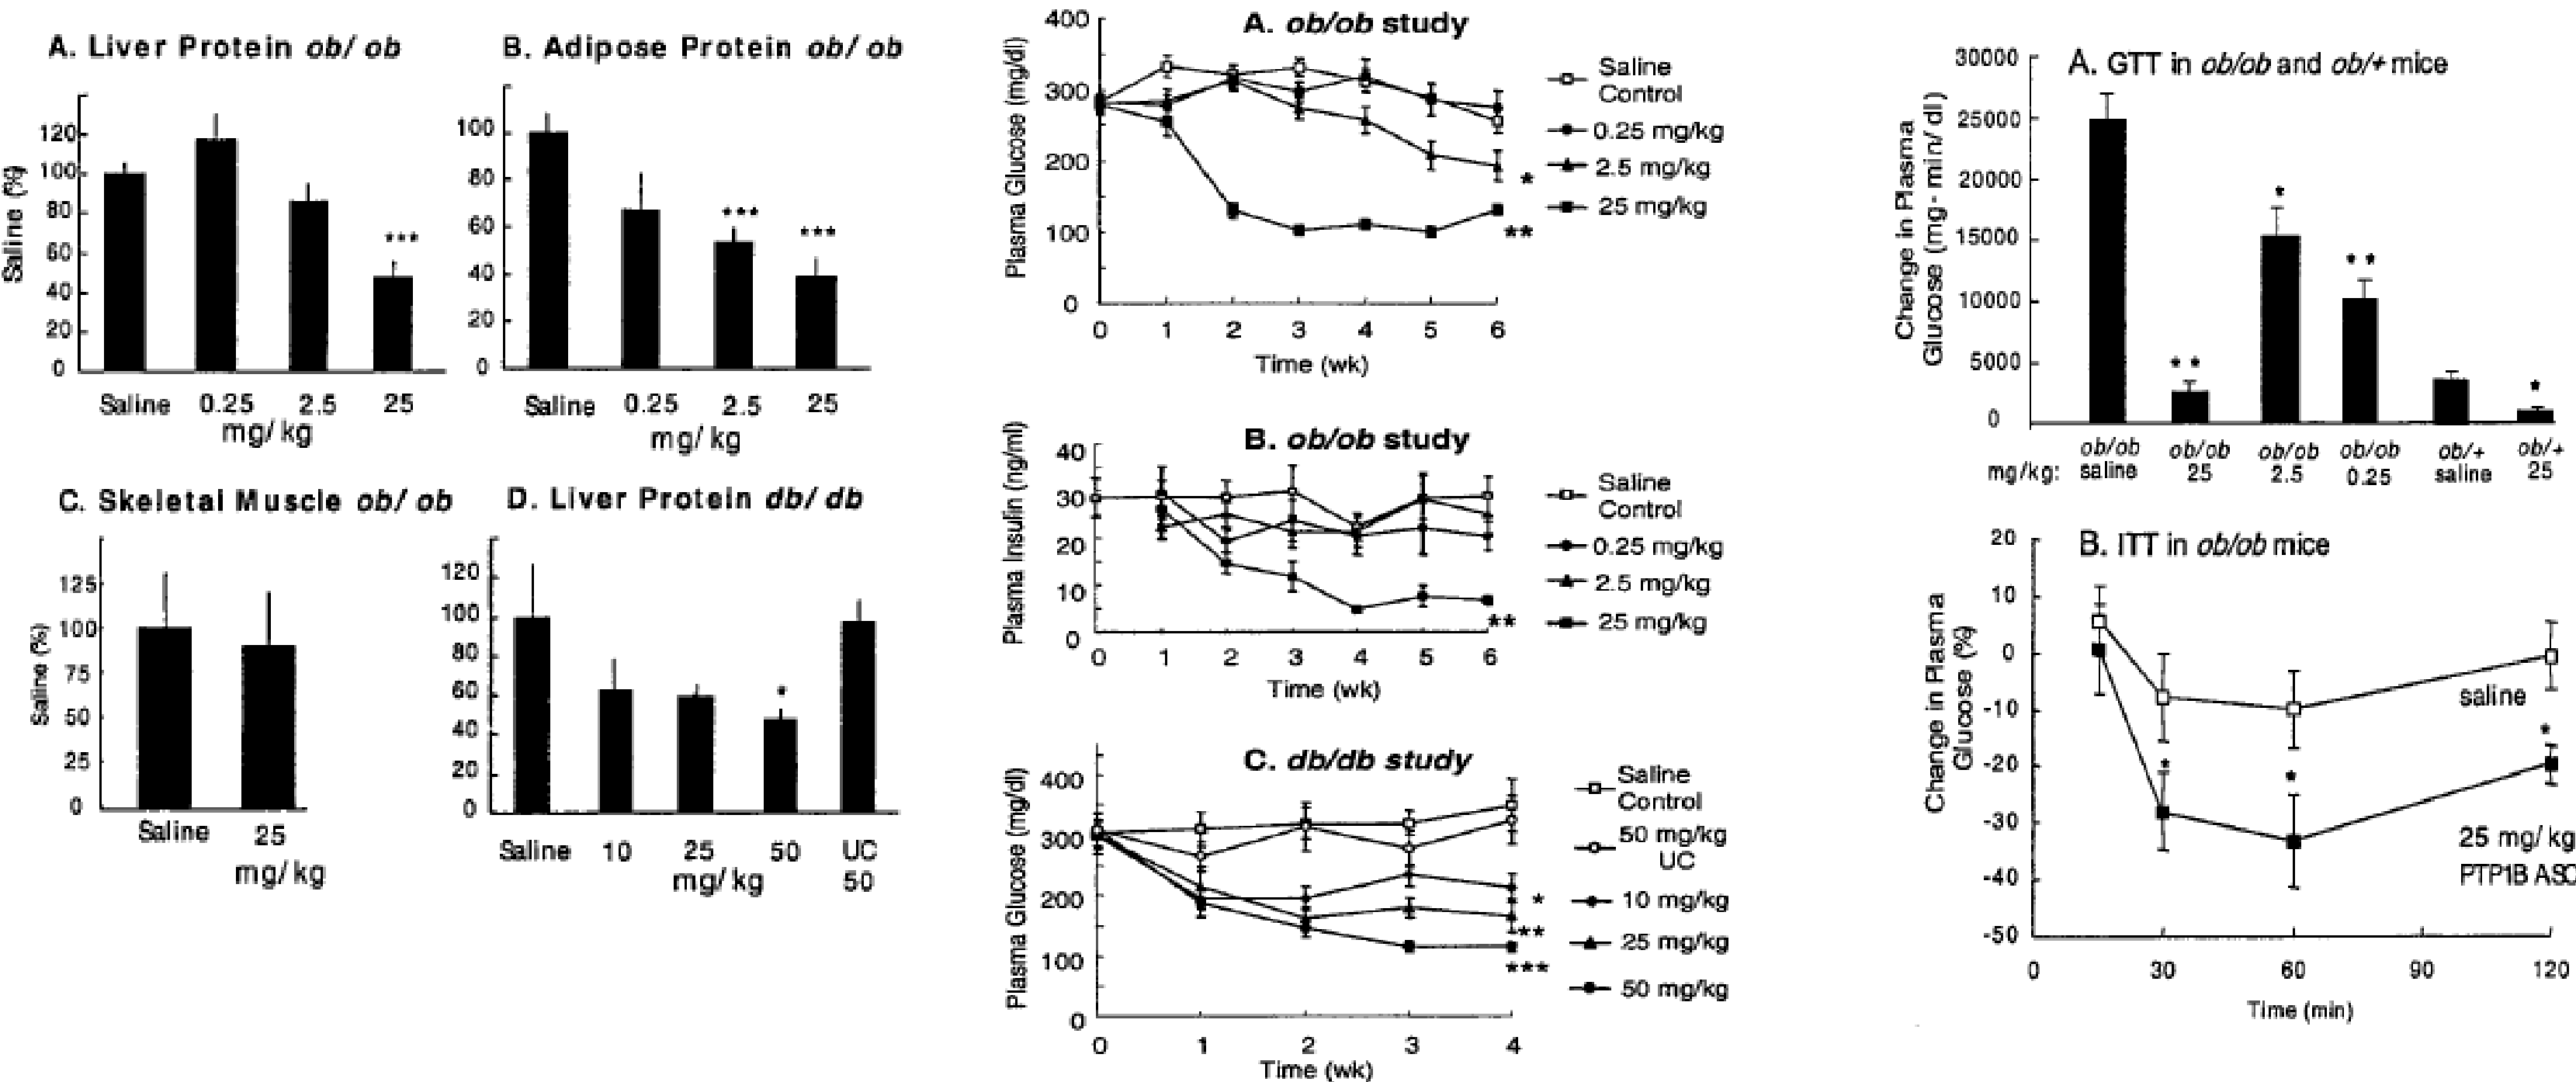 A. Liver Protein ob/ ob
Saline (%)
120
100
80
60
40
20
0
***
Saline 0.25 2.5 25
mg/ kg
B. Adipose Protein ob/ ob
100
80
60
40
20
0
*** ***
Saline 0.25 2.5 25
mg/ kg
C. Skeletal Muscle ob/ ob
Saline (%)
125
100
75
50
25
0
Saline 25
mg/ kg
D. Liver Protein db/ db
120
100
80
60
40
20
0
*
Saline 10 25 50 UC
50
mg/ kg
A. ob/ob study
Plasma Glucose (mg/dl)
400
300
200
100
0
*
**
0 1 2 3 4 5 6
Time (wk)
Saline
Control
0.25 mg/kg
2.5 mg/kg
25 mg/kg
B. ob/ob study
Plasma Insulin (ng/ml)
40
30
20
10
0
**
0 1 2 3 4 5 6
Time (wk)
Saline
Control
0.25 mg/kg
2.5 mg/kg
25 mg/kg
C. db/db study
Plasma Glucose (mg/dl)
400
300
200
100
0
*
**
***
0 1 2 3 4
Time (wk)
Saline
Control
50 mg/kg
UC
10 mg/kg
25 mg/kg
50 mg/kg
A. GTT in ob/ob and ob/+ mice
Change in Plasma
Glucose (mg- min/ dl)
30000
25000
20000
15000
10000
5000
0
** * ** *
ob/ob ob/ob ob/ob ob/ob ob/+ ob/+
mg/kg: saline 25 2.5 0.25 saline 25
B. ITT in ob/ob mice
Change in Plasma
Glucose (%)
20
10
0
-10
-20
-30
-40
-50
* * *
saline
25 mg/ kg
PTP1B ASO
0 30 60 90 120
Time (min)